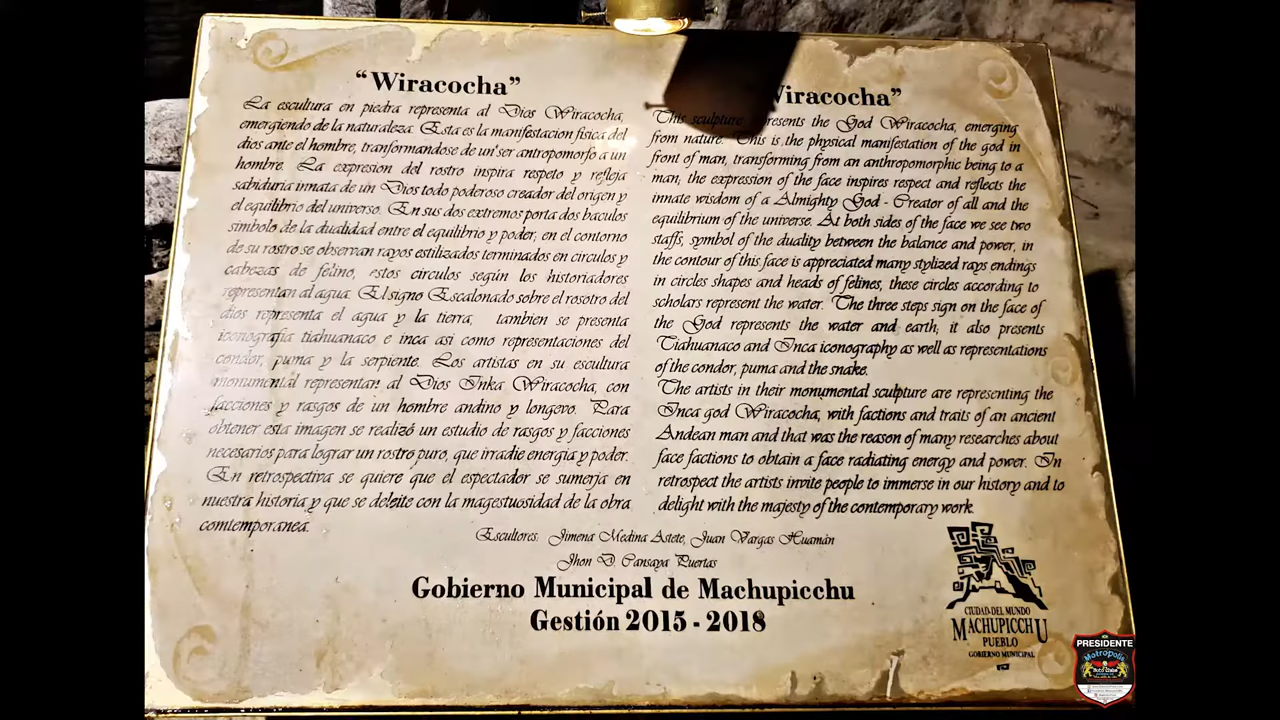 “Wiracocha”
La escultura en piedra representa al Dios Wiracocha,
emergiendo de la naturaleza. Esta es la manifestacion fisica del
dios ante el hombre, tranformandose de un ser antropomorfo a un
hombre. La expresion del rostro inspira respeto y refleja
sabiduria innata de un Dios todo poderoso creador del origen y
el equilibrio del universo. En sus dos extremos porta dos baculos
simbolo de la dualidad entre el equilibrio y poder; en el contorno
de su rostro se observan rayos estilizados terminados en circulos y
cabezas de felino, estos circulos según los historiadores
representan al agua. El signo Escalonado sobre el rosotro del
dios representa el agua y la tierra, tambien se presenta
iconografia tiahuanaco e inca asi como representaciones del
condor, puma y la serpiente. Los artistas en su escultura
monumental representan al Dios Inka Wiracocha, con
facciones y rasgos de un hombre andino y longevo. Para
obtener esta imagen se realizó un estudio de rasgos y facciones
necesarios para lograr un rostro puro, que irradie energia y poder.
En retrospectiva se quiere que el espectador se sumerja en
nuestra historia y que se deleite con la magestuosidad de la obra
comtemporanea.
Wiracocha”
This sculpture presents the God Wiracocha, emerging
from nature. This is the physical manifestation of the god in
front of man, transforming from an anthropomorphic being to a
man; the expression of the face inspires respect and reflects the
innate wisdom of a Almighty God - Creator of all and the
equilibrium of the universe. At both sides of the face we see two
staffs, symbol of the duality between the balance and power, in
the contour of this face is appreciated many stylized rays endings
in circles shapes and heads of felines, these circles according to
scholars represent the water. The three steps sign on the face of
the God represents the water and earth; it also presents
Tiahuanaco and Inca iconography as well as representations
of the condor, puma and the snake.
The artists in their monumental sculpture are representing the
Inca god Wiracocha, with factions and traits of an ancient
Andean man and that was the reason of many researches about
face factions to obtain a face radiating energy and power. In
retrospect the artists invite people to immerse in our history and to
delight with the majesty of the contemporary work.
Escultores: Jimena Medina Astete, Juan Vargas Huamán
Jhon D Cansaya Puertas
Gobierno Municipal de Machupicchu
Gestión 2015 - 2018
CIUDAD DEL MUNDO
MACHUPICCHU
PUEBLO
GOBIERNO MUNICIPAL
PRESIDENTE
Metropolis